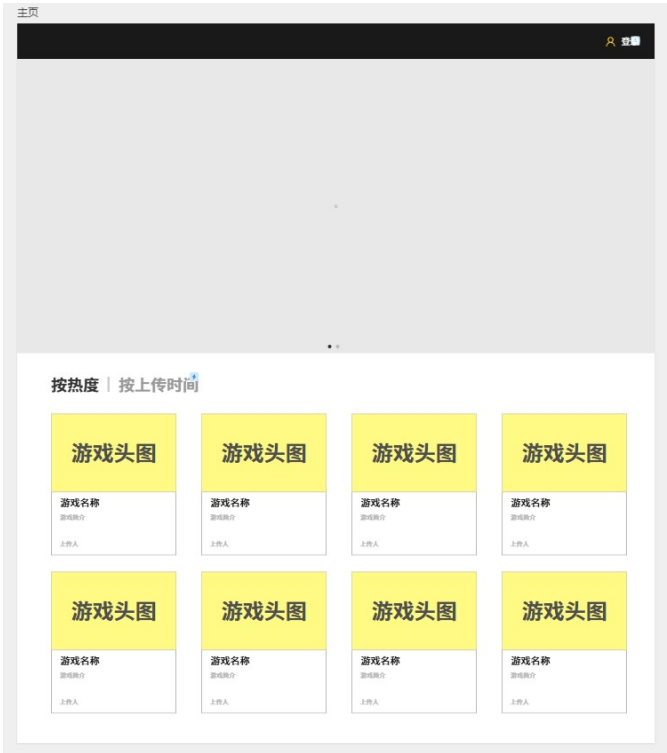 主页
登录
按热度 | 按上传时间
游戏头图 游戏头图 游戏头图 游戏头图
游戏名称 游戏名称 游戏名称 游戏名称
游戏简介 游戏简介 游戏简介 游戏简介
上传人 上传人 上传人 上传人
游戏头图 游戏头图 游戏头图 游戏头图
游戏名称 游戏名称 游戏名称 游戏名称
游戏简介 游戏简介 游戏简介 游戏简介
上传人 上传人 上传人 上传人